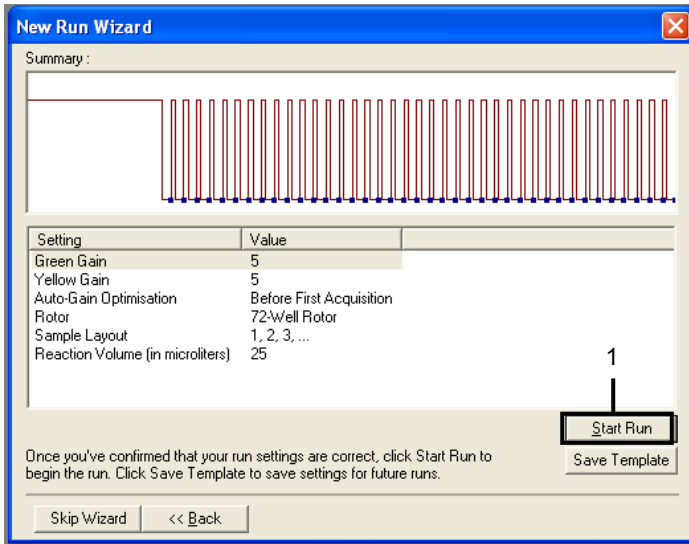 New Run Wizard
Summary :
Setting Value
Green Gain 5
Yellow Gain 5
Auto-Gain Optimisation Before First Acquisition
Rotor 72-Well Rotor
Sample Layout 1, 2, 3, ...
Reaction Volume (in microliters) 25
1
Start Run
Once you've confirmed that your run settings are correct, click Start Run to
begin the run. Click Save Template to save settings for future runs.
Save Template
Skip Wizard << Back